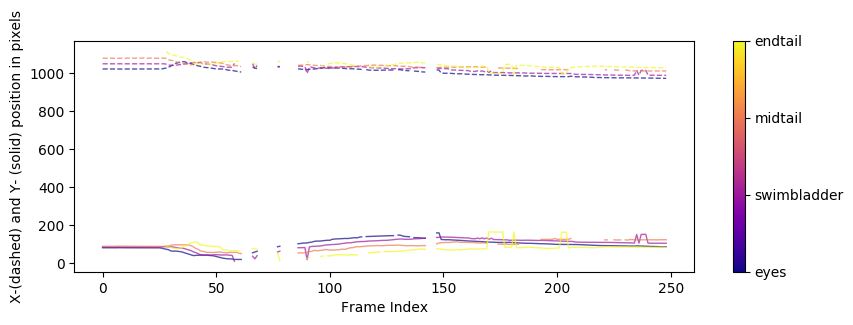 X-(dashed) and Y- (solid) position in pixels
1000
800
600
400
200
0
0
50
100
150
200
250
Frame Index
endtail
midtail
swimbladder
eyes